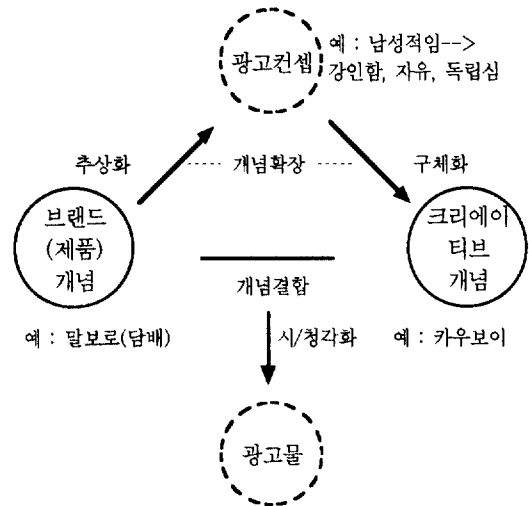 광고컨셉
예 : 남성적임-->
강인함, 자유, 독립심
추상화
개념확장
구체화
브랜드
(제품)
개념
크리에이
티브
개념
개념결합
예 : 말보로(담배)
시/청각화
예 : 카우보이
광고물